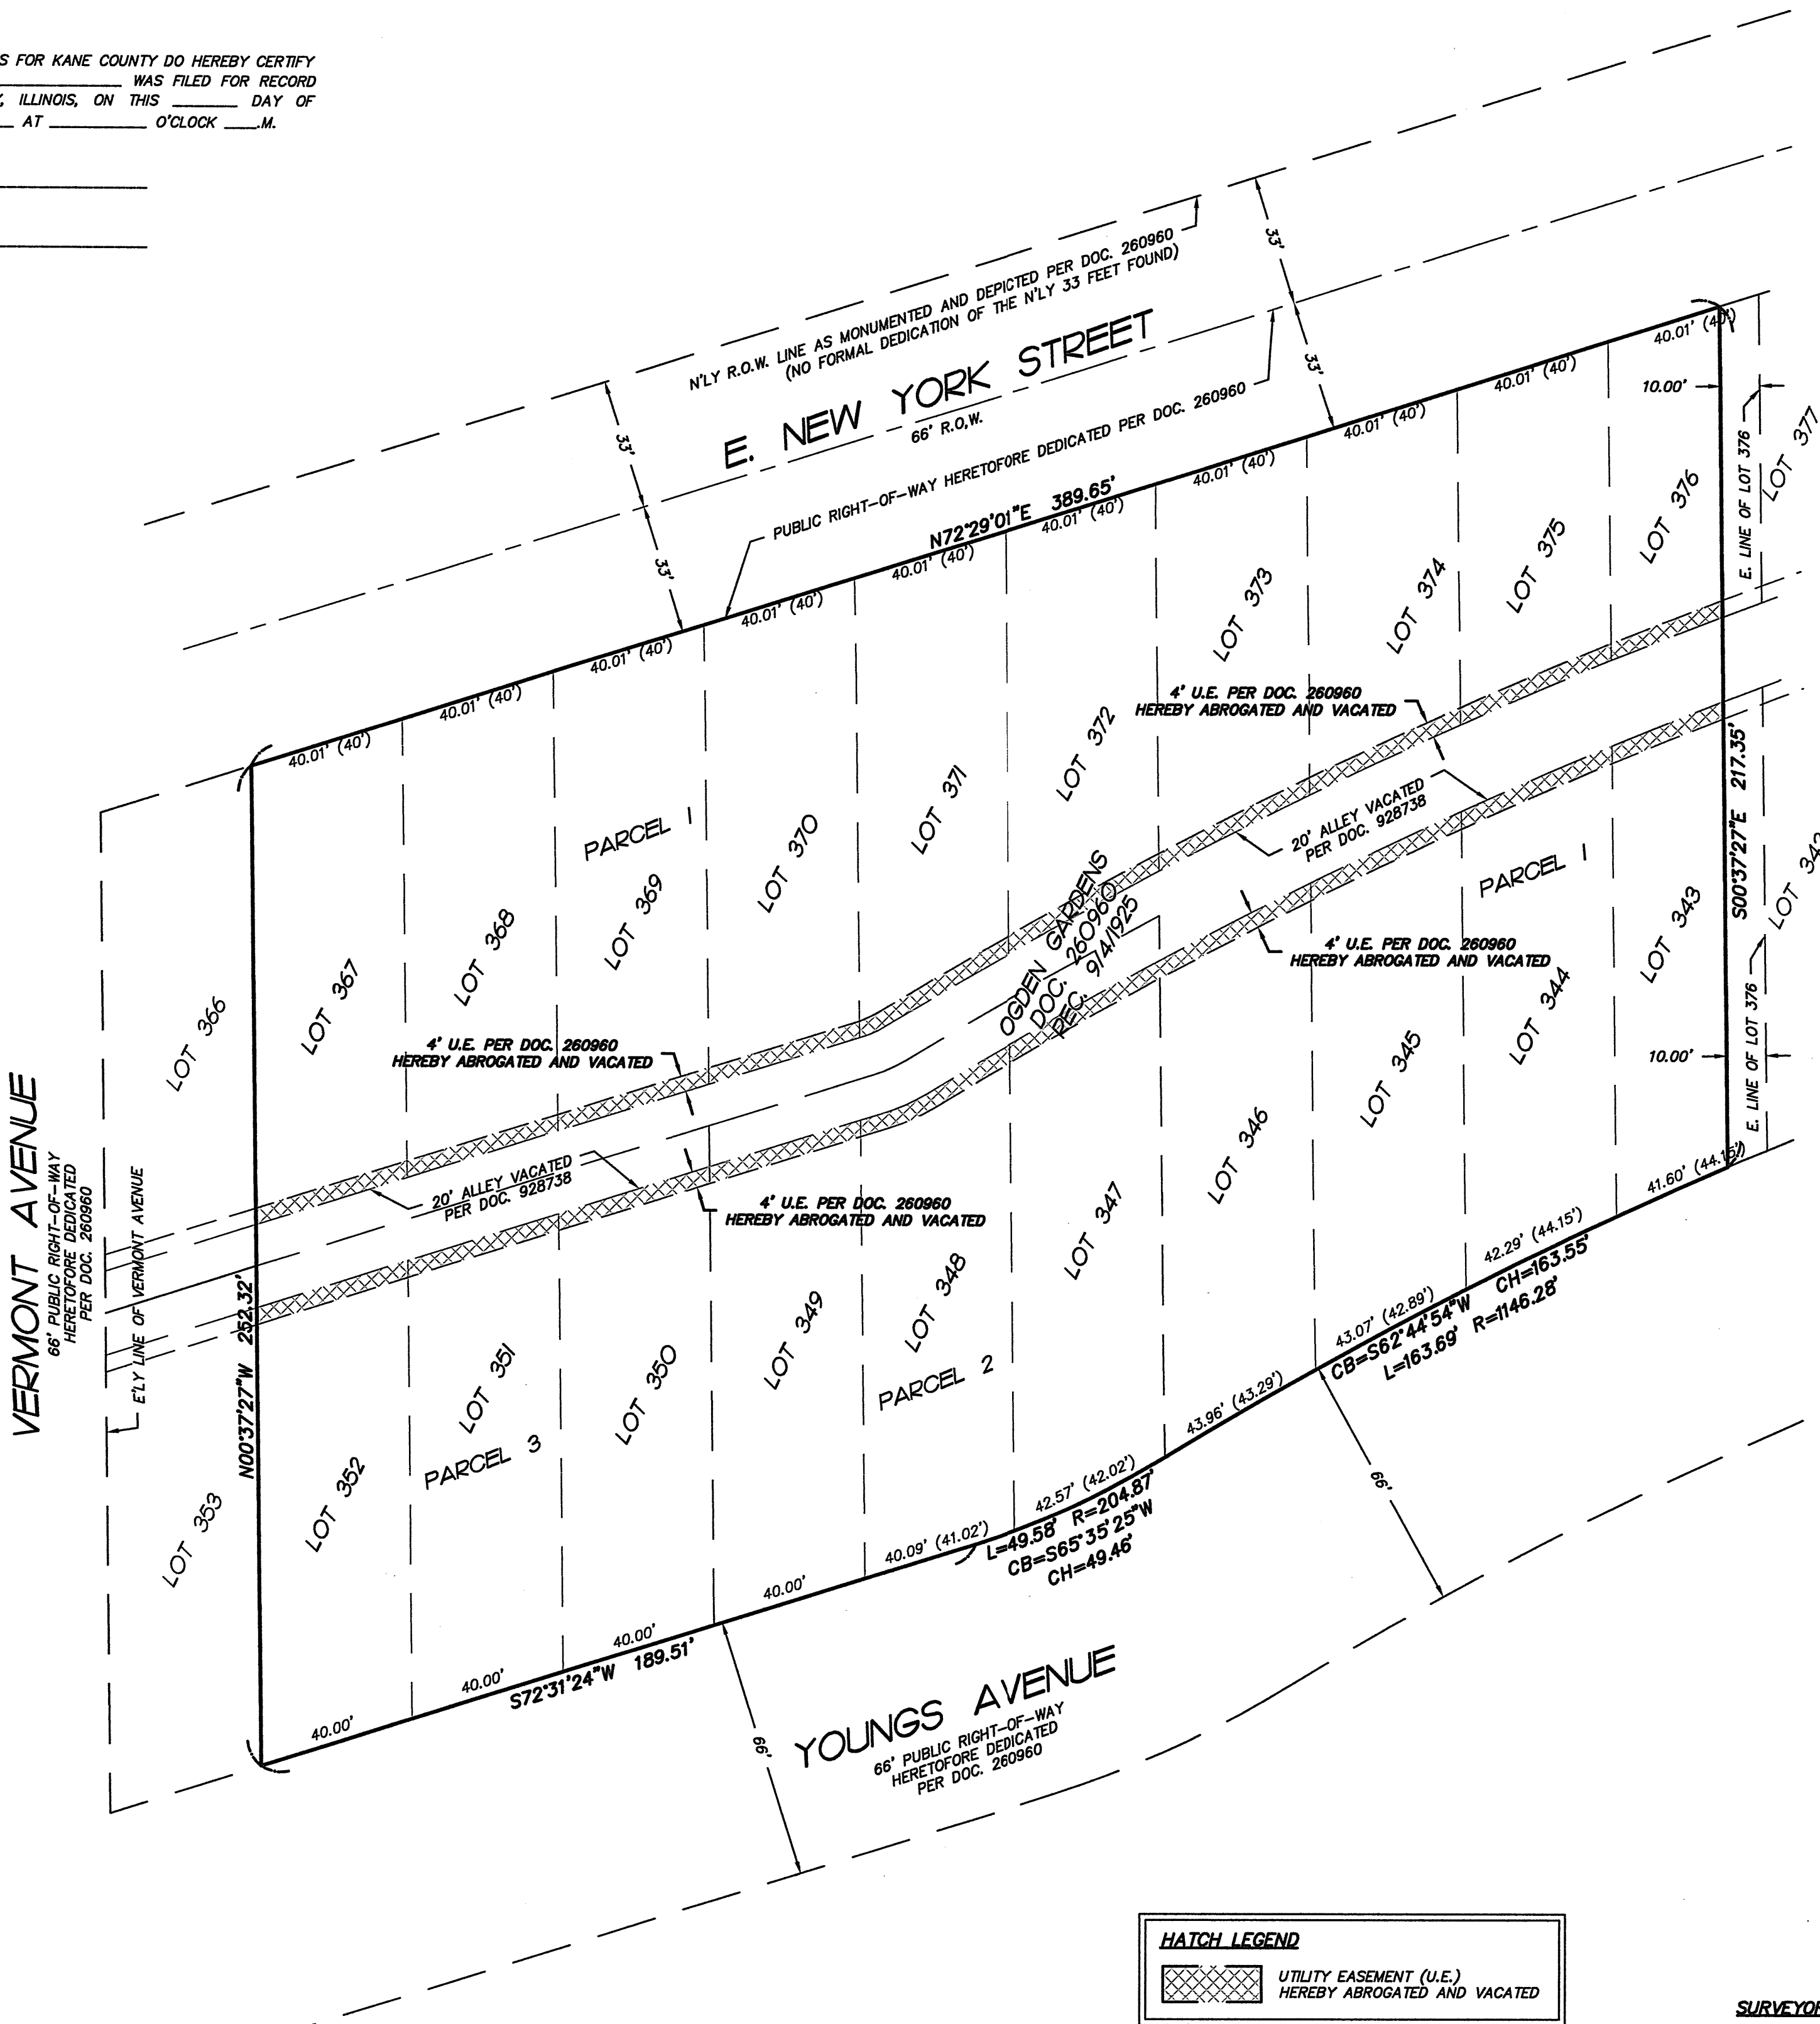 S FOR KANE COUNTY DO HEREBY CERTIFY
WAS FILED FOR RECORD
, ILLINOIS, ON THIS ______ DAY OF
AT ______ O'CLOCK ___.M.
N'LY R.O.W. LINE AS MONUMENTED AND DEPICTED PER DOC. 260960
(NO FORMAL DEDICATION OF THE N'LY 33 FEET FOUND)
33'
33'
33'
33'
E. NEW YORK STREET
66' R.O.W.
PUBLIC RIGHT-OF-WAY HERETOFORE DEDICATED PER DOC. 260960
N72°29'01"E 389.65'
40.01' (40')
40.01' (40')
40.01' (40')
40.01' (40')
40.01' (40')
40.01' (40')
40.01' (40')
40.01' (40')
40.01' (40')
40.01' (40')
10.00'
E. LINE OF LOT 376
LOT 377
LOT 366
LOT 367
LOT 368
LOT 369
LOT 370
LOT 371
LOT 372
LOT 373
LOT 374
LOT 375
LOT 376
PARCEL 1
4' U.E. PER DOC. 260960
HEREBY ABROGATED AND VACATED
20' ALLEY VACATED
PER DOC. 928738
PARCEL 1
S00°37'27"E 217.35'
OGDEN GARDENS
DOC. 260960
REC. 9/4/1925
4' U.E. PER DOC. 260960
HEREBY ABROGATED AND VACATED
4' U.E. PER DOC. 260960
HEREBY ABROGATED AND VACATED
20' ALLEY VACATED
PER DOC. 928738
4' U.E. PER DOC. 260960
HEREBY ABROGATED AND VACATED
VERMONT AVENUE
66' PUBLIC RIGHT-OF-WAY
HERETOFORE DEDICATED
PER DOC. 260960
E'LY LINE OF VERMONT AVENUE
N00°37'27"W 252.32'
LOT 353
LOT 352
LOT 351
LOT 350
LOT 349
LOT 348
LOT 347
LOT 346
LOT 345
LOT 344
LOT 343
LOT
10.00'
E. LINE OF LOT 376
PARCEL 3
PARCEL 2
41.60' (44.15')
42.29' (44.15')
43.07' (42.89')
43.96' (43.29')
42.57' (42.02')
40.09' (41.02')
40.00'
40.00'
40.00'
40.00'
CB=S62°44'54"W CH=163.55'
L=163.69' R=1146.28'
L=49.58' R=204.87'
CB=S65°35'25"W
CH=49.46'
S72°31'24"W 189.51'
66'
66'
YOUNGS AVENUE
66' PUBLIC RIGHT-OF-WAY
HERETOFORE DEDICATED
PER DOC. 260960
HATCH LEGEND
UTILITY EASEMENT (U.E.)
HEREBY ABROGATED AND VACATED
SURVEYOR